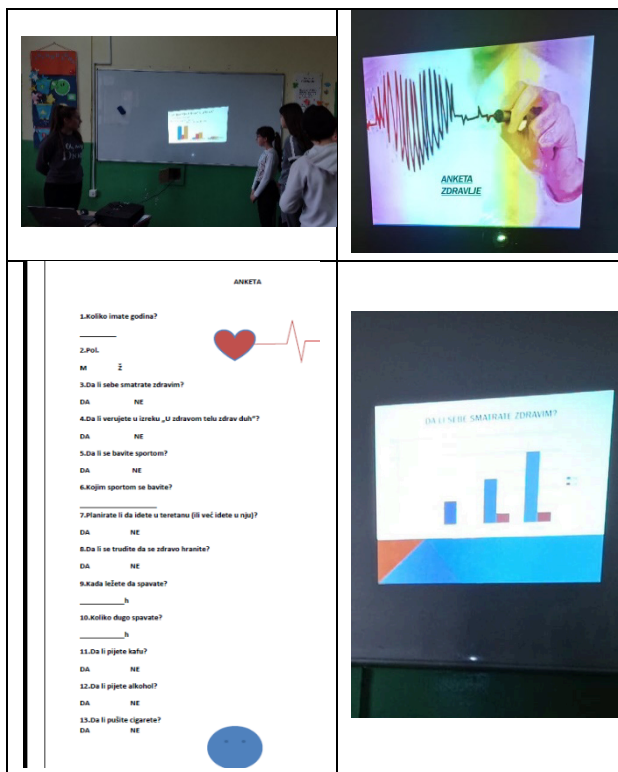 ANKETA
ZDRAVLJE
ANKETA
1.Koliko imate godina?
_________
2.Pol.
M Ž
3.Da li sebe smatrate zdravim?
DA NE
4.Da li verujete u izreku „U zdravom telu zdrav duh“?
DA NE
5.Da li se bavite sportom?
DA NE
6.Kojim sportom se bavite?
___________________
7.Planirate li da idete u teretanu (ili već idete u nju)?
DA NE
8.Da li se trudite da se zdravo hranite?
DA NE
9.Kada ležete da spavate?
___________h
10.Koliko dugo spavate?
___________h
11.Da li pijete kafu?
DA NE
12.Da li pijete alkohol?
DA NE
13.Da li pušite cigarete?
DA NE
DA LI SEBE SMATRATE ZDRAVIM?